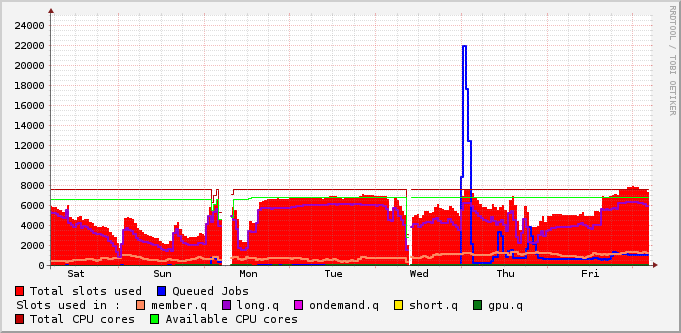 24000
22000
20000
18000
16000
14000
12000
10000
8000
6000
4000
2000
0
Sat Sun Mon Tue Wed Thu Fri
Total slots used Queued Jobs
Slots used in : member.q long.q ondemand.q short.q gpu.q
Total CPU cores Available CPU cores
RRDTOOL / TOBI OETIKER